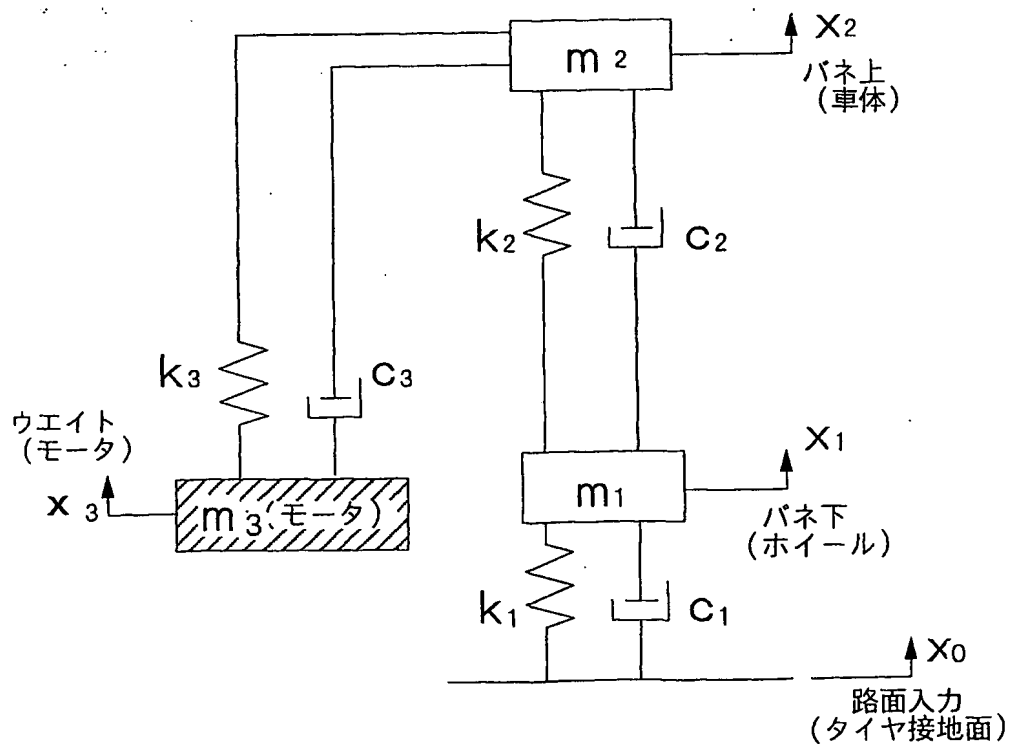 m2
X2
バネ上
(車体)
k2
c2
k3
c3
ウエイト
(モータ)
x 3
m3(モータ)
m1
X1
バネ下
(ホイール)
k1
c1
X0
路面入力
(タイヤ接地面)